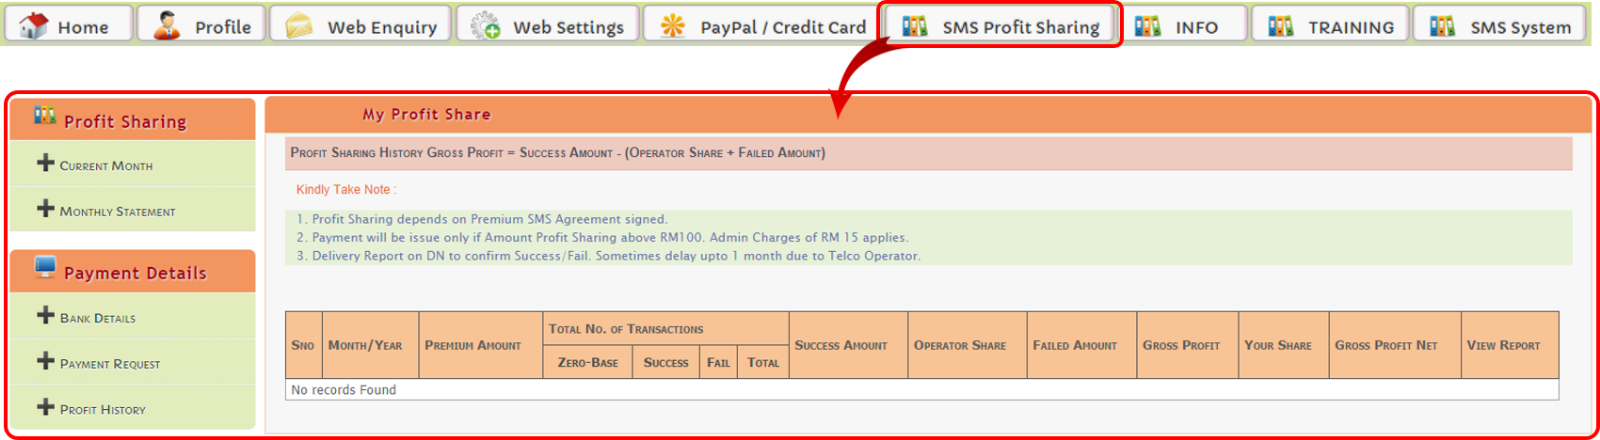 Home Profile Web Enquiry Web Settings PayPal / Credit Card SMS Profit Sharing INFO TRAINING SMS System
Profit Sharing
Current Month
Monthly Statement
Payment Details
Bank Details
Payment Request
Profit History
My Profit Share
Profit Sharing History Gross Profit = Success Amount - (Operator Share + Failed Amount)
Kindly Take Note :
1. Profit Sharing depends on Premium SMS Agreement signed.
2. Payment will be issue only if Amount Profit Sharing above RM100. Admin Charges of RM 15 applies.
3. Delivery Report on DN to confirm Success/Fail. Sometimes delay upto 1 month due to Telco Operator.
Sno Month/Year Premium Amount Total No. of Transactions Success Amount Operator Share Failed Amount Gross Profit Your Share Gross Profit Net View Report
Zero-Base Success Fail Total
No records Found